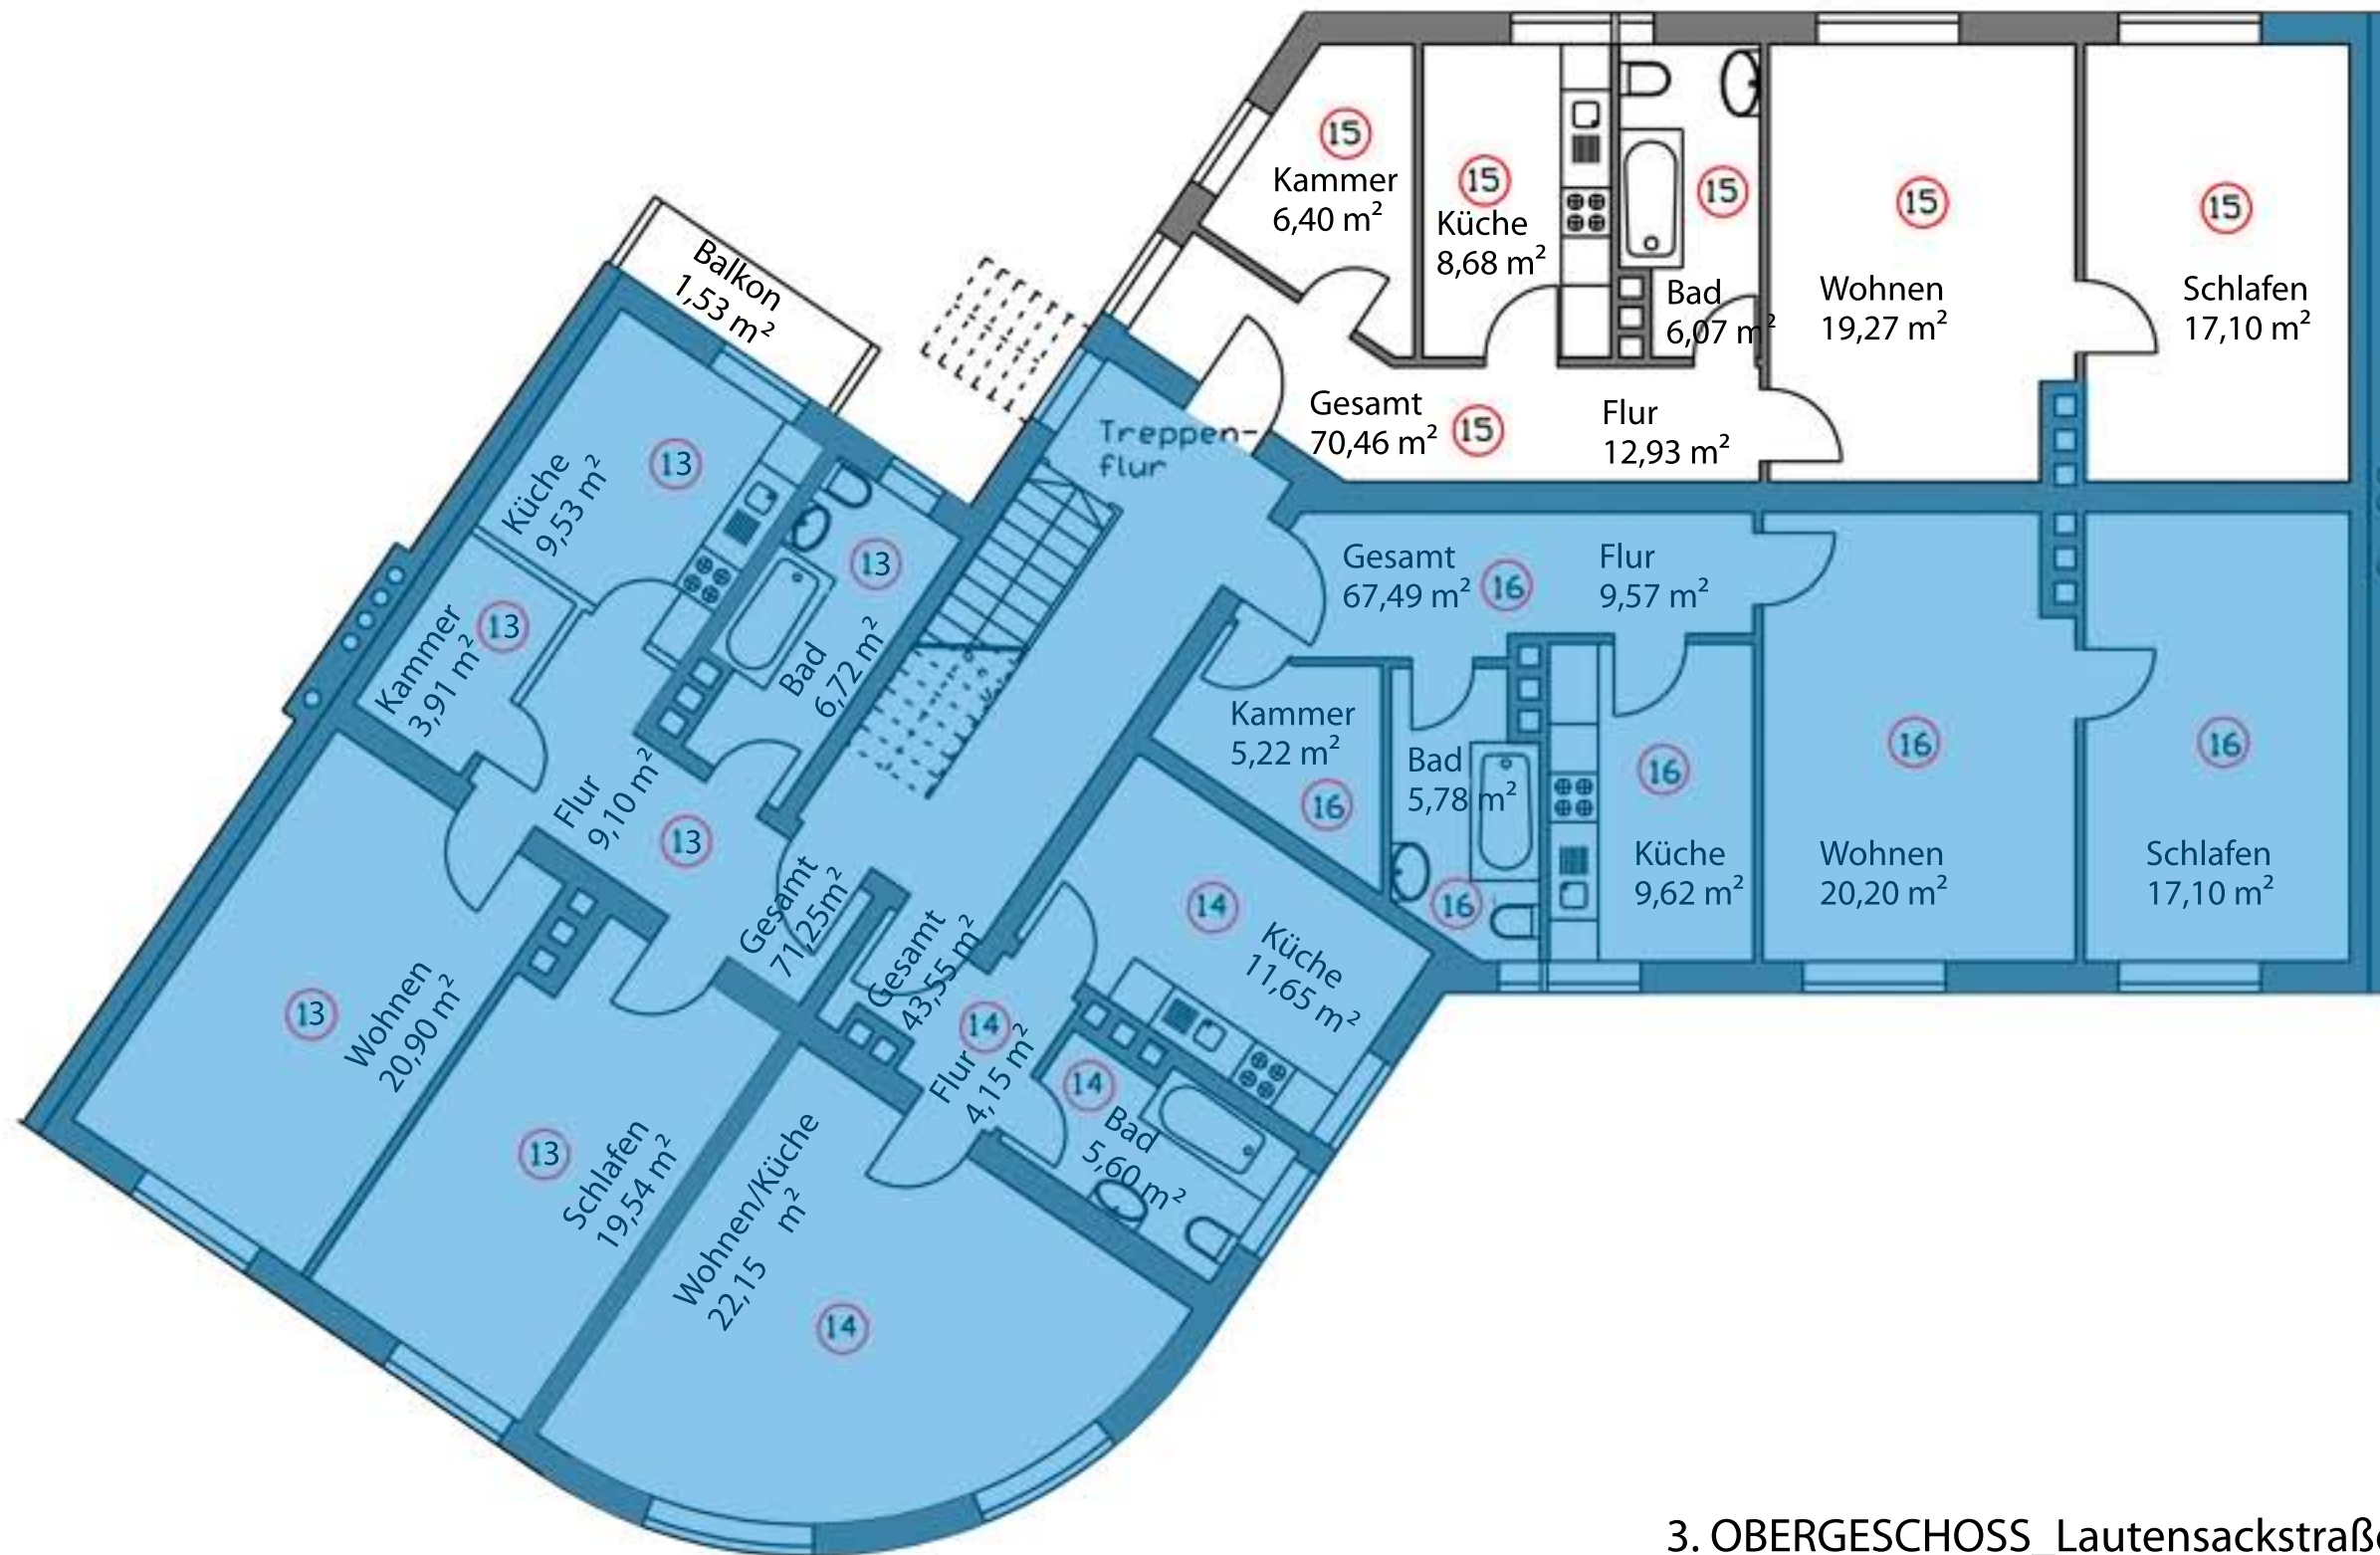 15
Kammer
6,40 m²
15
Küche
8,68 m²
15
Bad
6,07 m²
15
Wohnen
19,27 m²
15
Schlafen
17,10 m²
Gesamt
70,46 m²
15
Flur
12,93 m²
Balkon
1,53 m²
Treppen-
flur
Küche
9,53 m²
13
13
Kammer
3,91 m²
13
Bad
6,72 m²
Flur
9,10 m²
13
Gesamt
71,25m²
13
Wohnen
20,90 m²
13
Schlafen
19,54 m²
Gesamt
67,49 m²
16
Flur
9,57 m²
Kammer
5,22 m²
16
Bad
5,78 m²
16
16
Küche
9,62 m²
16
Wohnen
20,20 m²
16
Schlafen
17,10 m²
14
Küche
11,65 m²
Gesamt
43,55 m²
14
Flur
4,15 m²
14
Bad
5,60 m²
Wohnen/Küche
22,15 m²
14
3. OBERGESCHOSS_Lautensackstraße